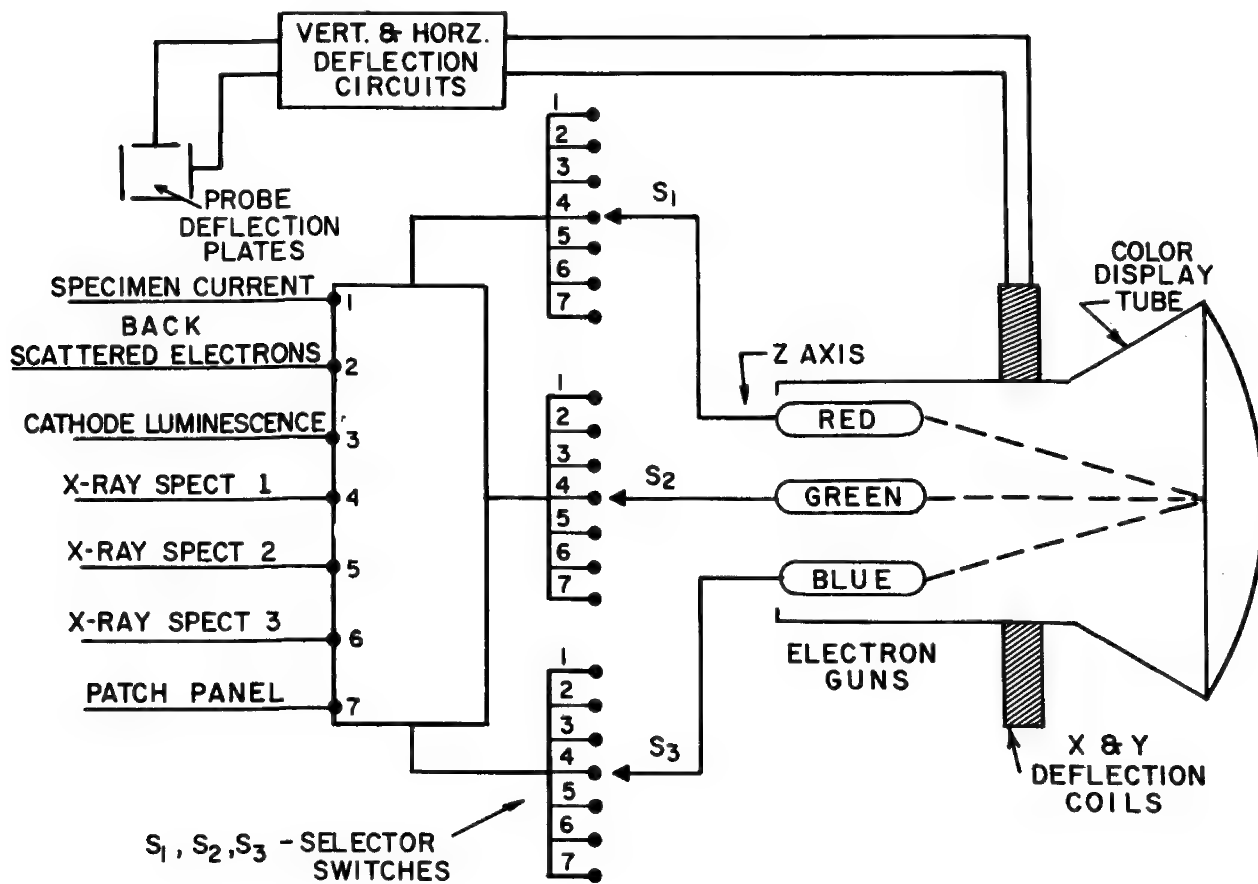 VERT. & HORZ.
DEFLECTION
CIRCUITS
PROBE
DEFLECTION
PLATES
SPECIMEN CURRENT
1
BACK
SCATTERED ELECTRONS
2
CATHODE LUMINESCENCE
3
X-RAY SPECT 1
4
X-RAY SPECT 2
5
X-RAY SPECT 3
6
PATCH PANEL
7
1
2
3
4
5
6
7
S1
1
2
3
4
5
6
7
S2
1
2
3
4
5
6
7
S3
S1, S2, S3 - SELECTOR
SWITCHES
Z AXIS
RED
GREEN
BLUE
ELECTRON
GUNS
COLOR
DISPLAY
TUBE
X & Y
DEFLECTION
COILS